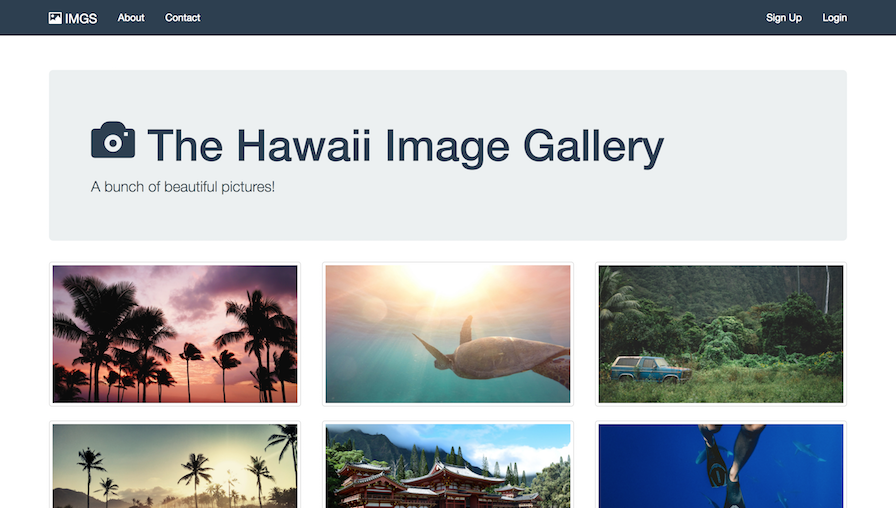 IMGS About Contact Sign Up Login
The Hawaii Image Gallery
A bunch of beautiful pictures!